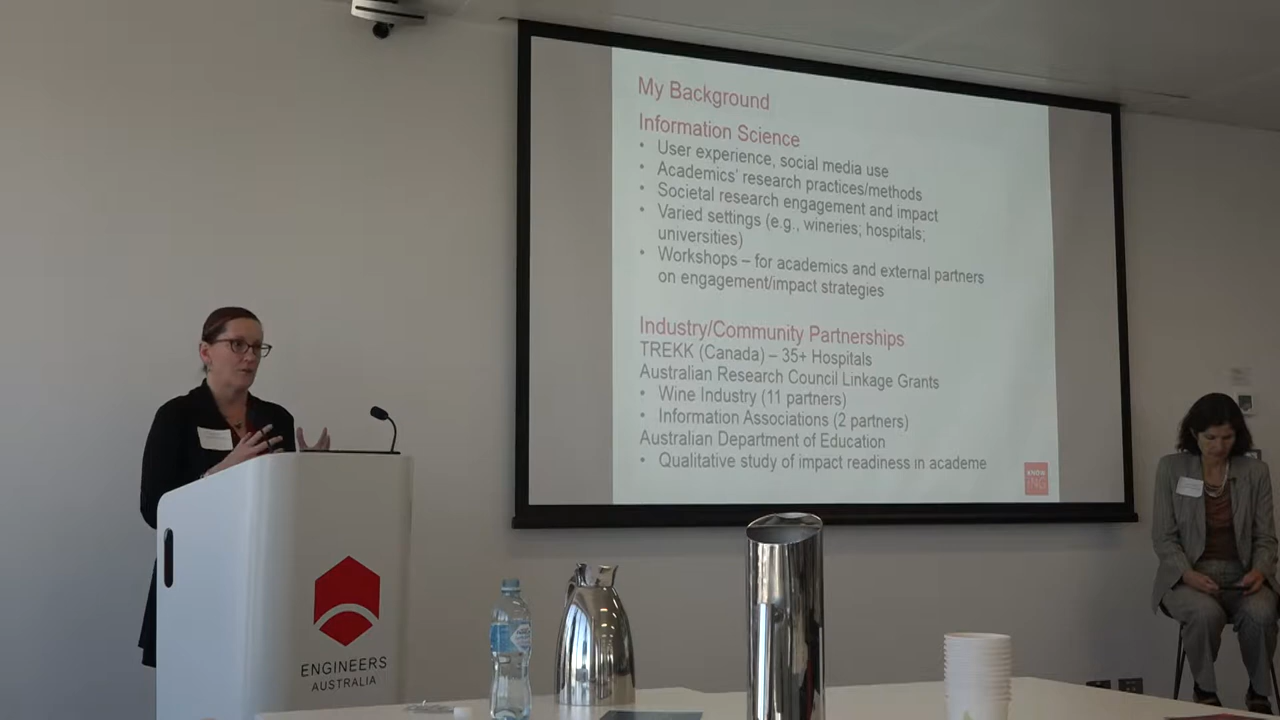 My Background
Information Science
• User experience, social media use
• Academics' research practices/methods
• Societal research engagement and impact
• Varied settings (e.g., wineries; hospitals;
universities)
• Workshops – for academics and external partners
on engagement/impact strategies
Industry/Community Partnerships
TREKK (Canada) – 35+ Hospitals
Australian Research Council Linkage Grants
• Wine Industry (11 partners)
• Information Associations (2 partners)
Australian Department of Education
• Qualitative study of impact readiness in academe
KNOW
ING
ENGINEERS
AUSTRALIA